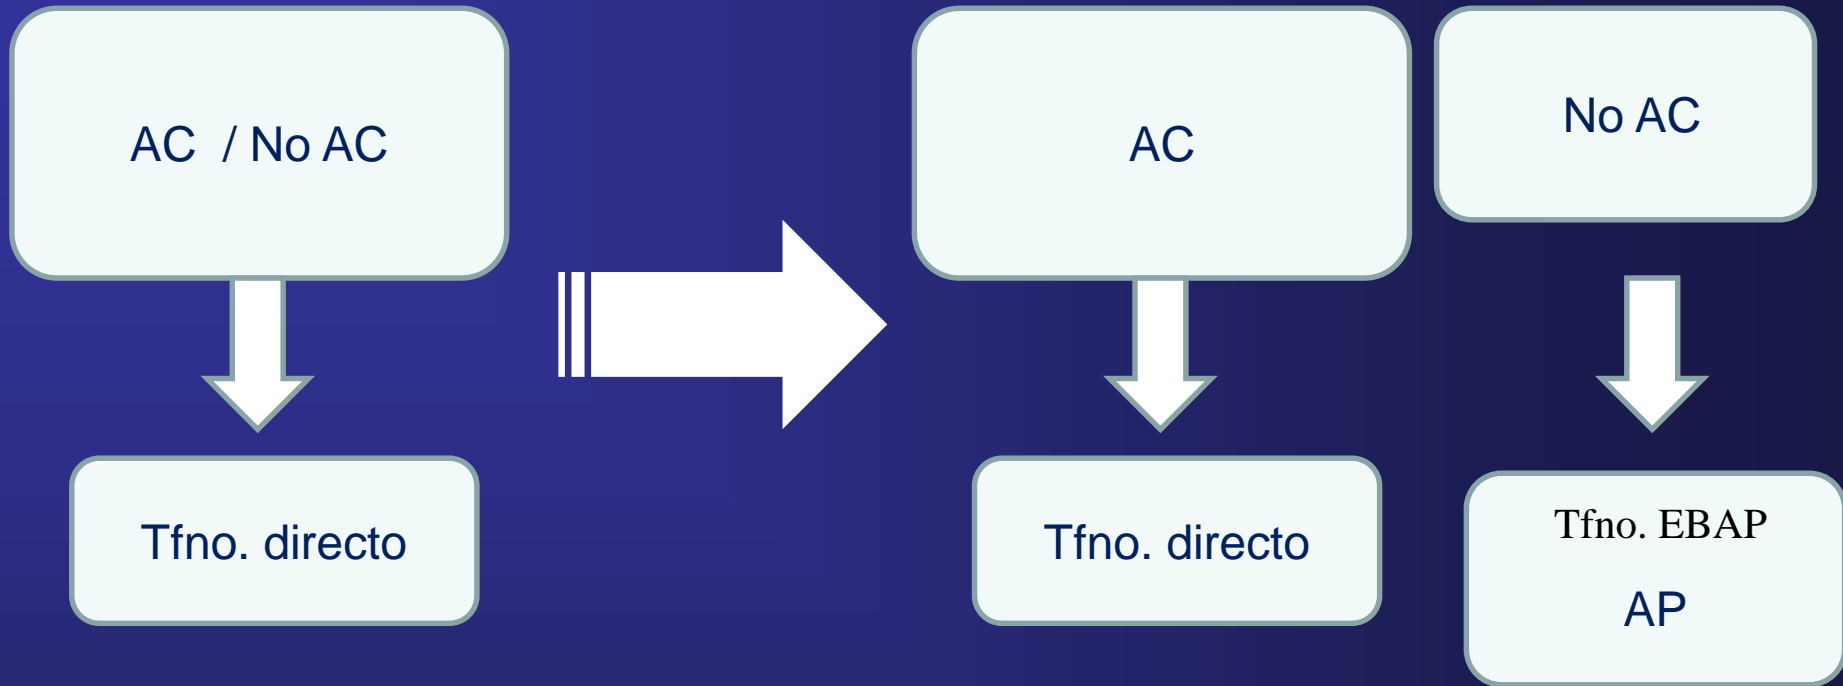 AC / No AC
Tfno. directo
AC
Tfno. directo
No AC
Tfno. EBAP
AP